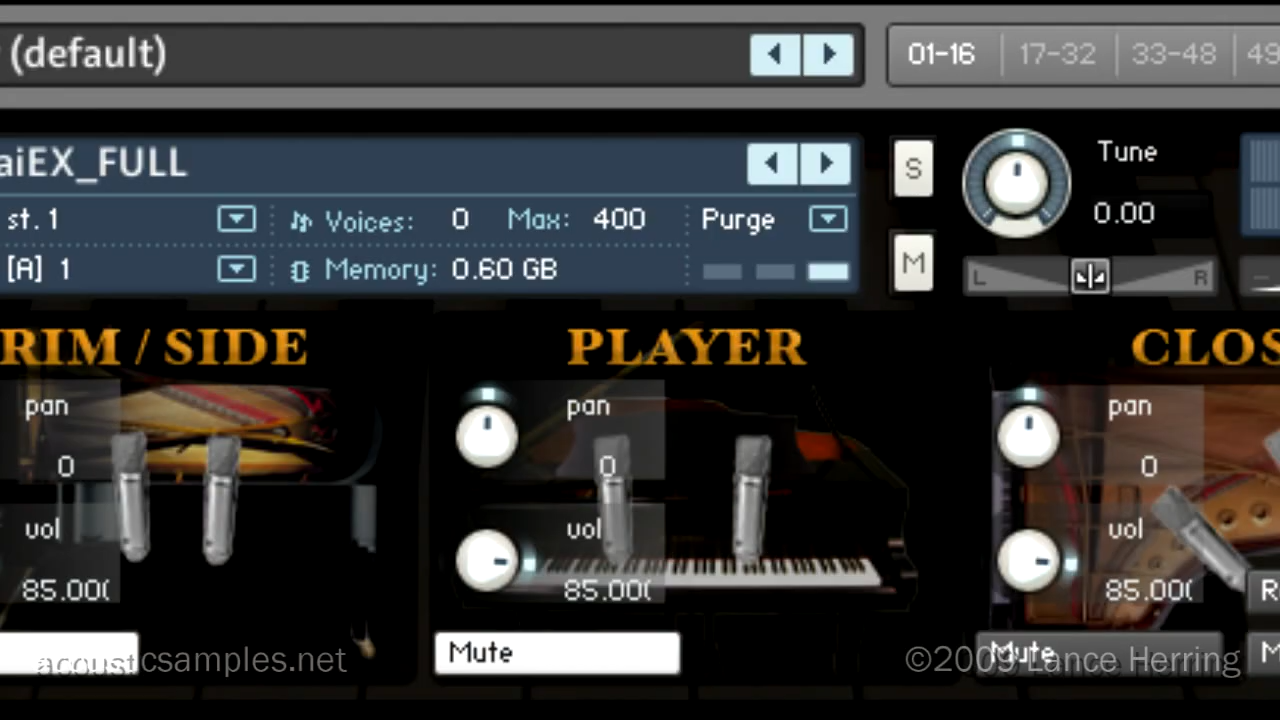 (default)
01-16 17-32 33-48 49
aiEX_FULL
S
Tune
st. 1 Voices: 0 Max: 400 Purge
0.00
[A] 1 Memory: 0.60 GB
M
L R
RIM / SIDE PLAYER CLOS
pan pan pan
0 0 0
vol vol vol
85.00( 85.00( 85.00(
R
Mute Mute M
acousticsamples.net ©2009 Lance Herring